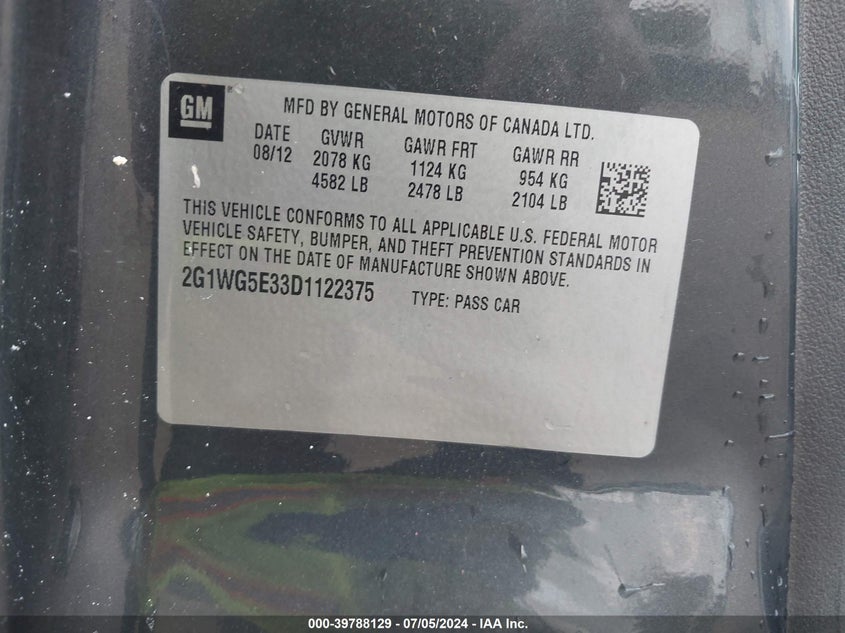 GM
MFD BY GENERAL MOTORS OF CANADA LTD.
DATE GVWR GAWR FRT GAWR RR
08/12 2078 KG 1124 KG 954 KG
4582 LB 2478 LB 2104 LB
THIS VEHICLE CONFORMS TO ALL APPLICABLE U.S. FEDERAL MOTOR
VEHICLE SAFETY, BUMPER, AND THEFT PREVENTION STANDARDS IN
EFFECT ON THE DATE OF MANUFACTURE SHOWN ABOVE.
2G1WG5E33D1122375 TYPE: PASS CAR
000-39788129 - 07/05/2024 - IAA Inc.